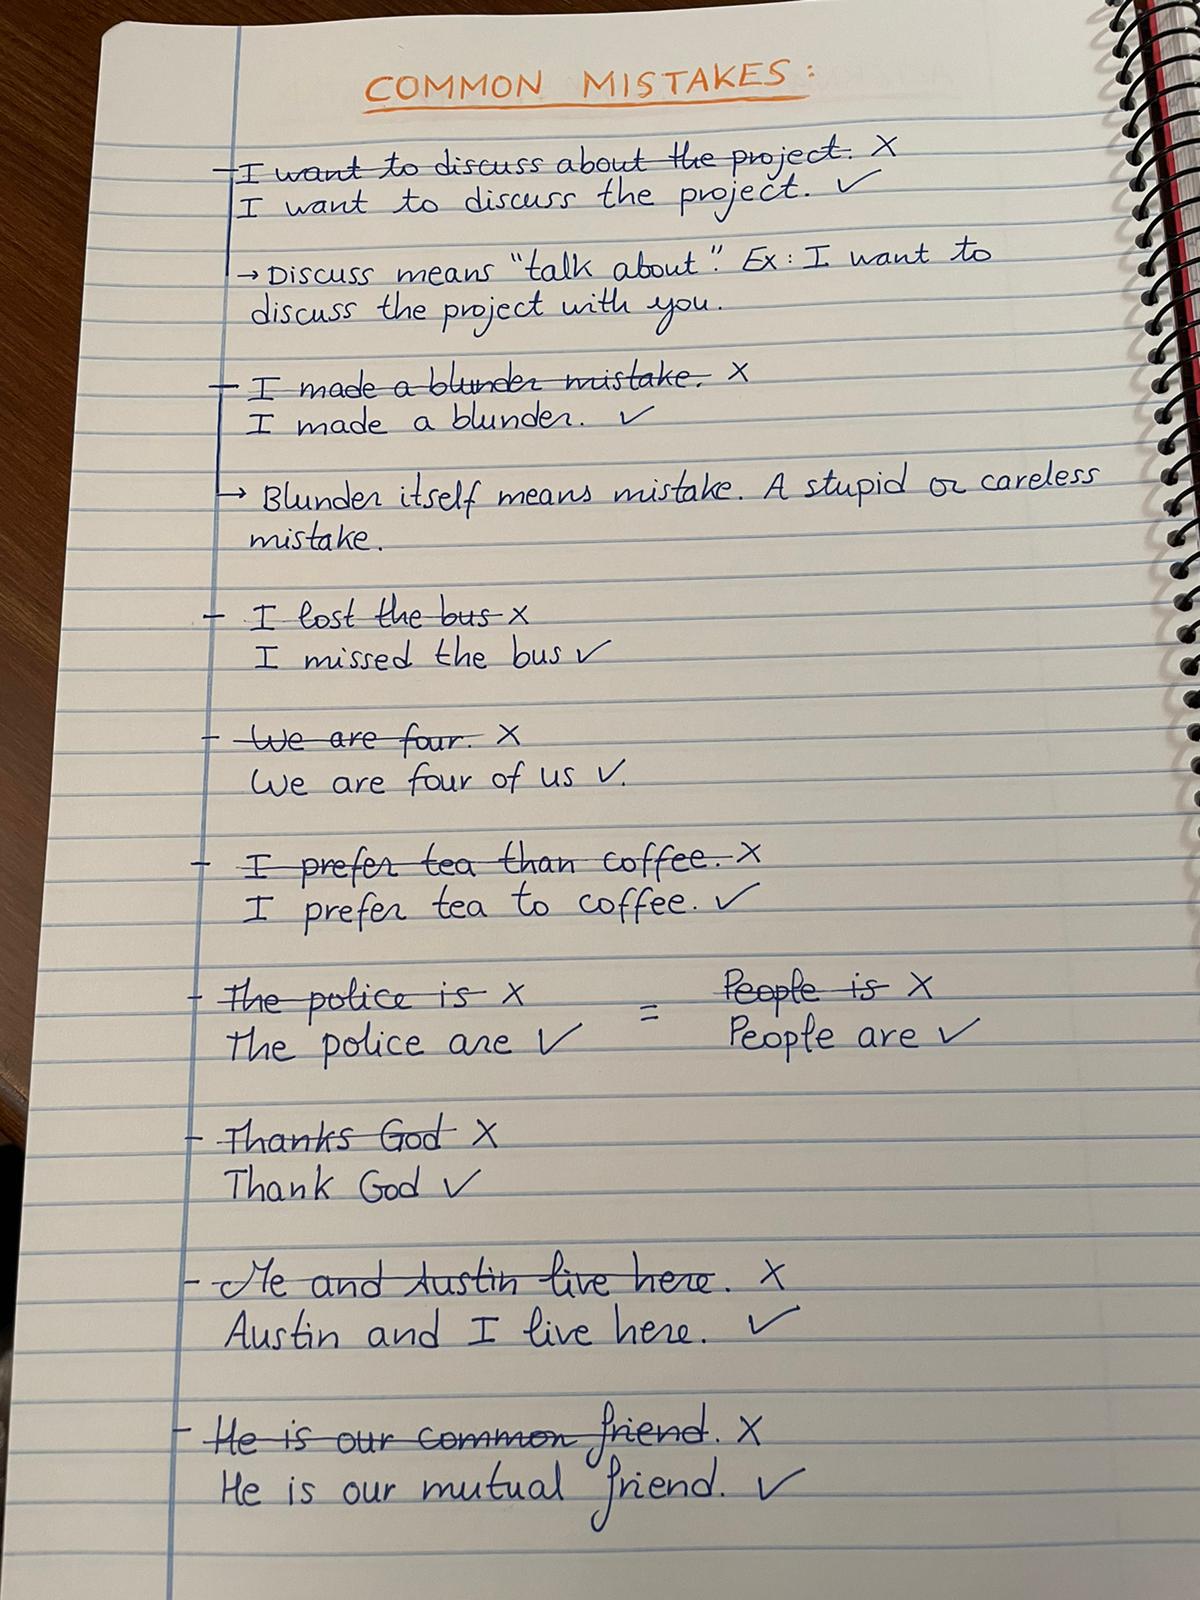 COMMON MISTAKES:
- I want to discuss about the project. X
I want to discuss the project. ✓
→ Discuss means "talk about". Ex: I want to
discuss the project with you.
- I made a blunder mistake. X
I made a blunder. ✓
→ Blunder itself means mistake. A stupid or careless
mistake.
- I lost the bus X
I missed the bus ✓
- We are four. X
We are four of us ✓.
- I prefer tea than coffee. X
I prefer tea to coffee. ✓
- The police is X = People is X
The police are ✓ People are ✓
- Thanks God X
Thank God ✓
- Me and Austin live here. X
Austin and I live here. ✓
- He is our common friend. X
He is our mutual friend. ✓